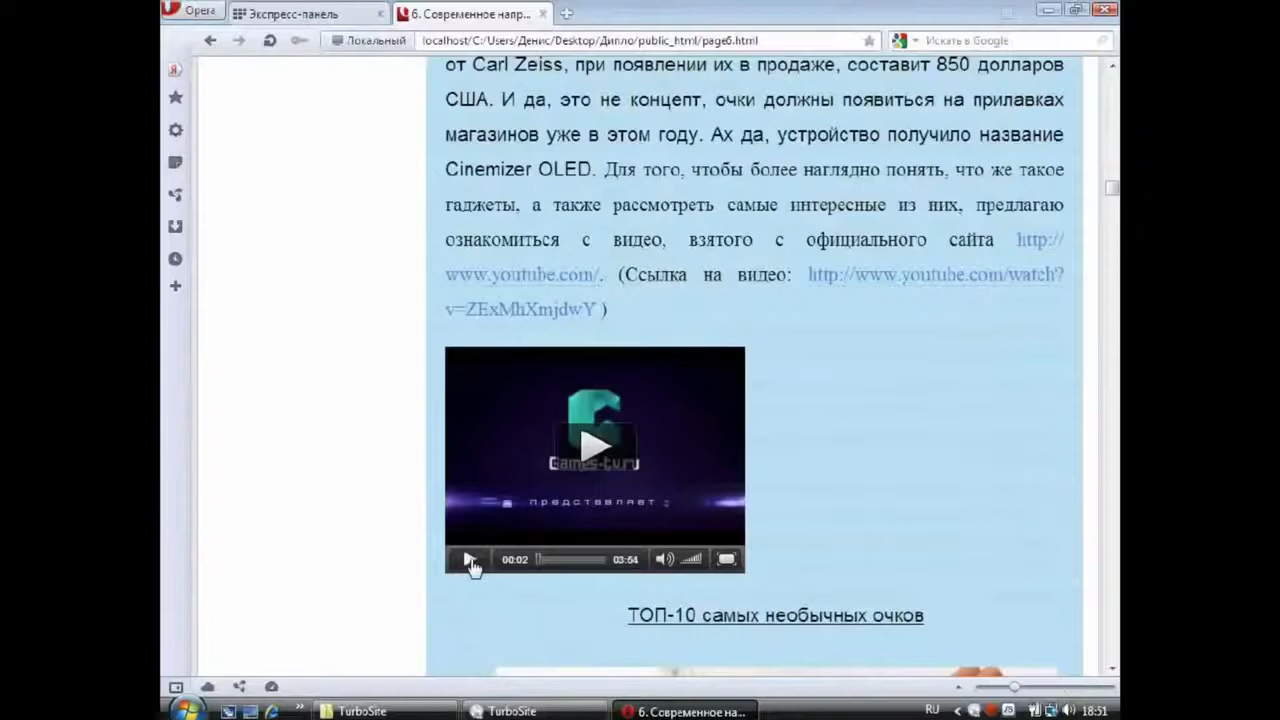 Opera
Экспресс-панель
6. Современное напр...
Локальный
localhost/C:/Users/Денис/Desktop/Дипло/public_html/page6.html
Искать в Google
от Carl Zeiss, при появлении их в продаже, составит 850 долларов
США. И да, это не концепт, очки должны появиться на прилавках
магазинов уже в этом году. Ах да, устройство получило название
Cinemizer OLED. Для того, чтобы более наглядно понять, что же такое
гаджеты, а также рассмотреть самые интересные из них, предлагаю
ознакомиться с видео, взятого с официального сайта http://
www.youtube.com/. (Ссылка на видео: http://www.youtube.com/watch?
v=ZExMhXmjdwY )
Games-tv.ru
представляет
00:02
03:54
ТОП-10 самых необычных очков
TurboSite
TurboSite
6. Современное на...
RU
18:51